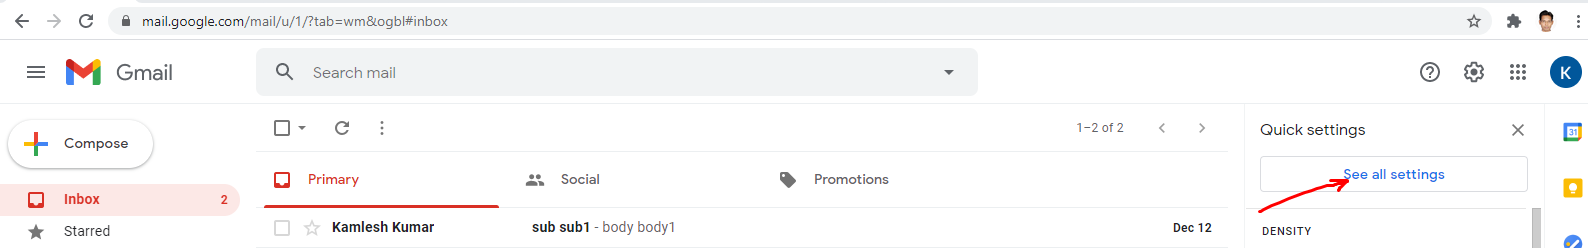 mail.google.com/mail/u/1/?tab=wm&ogbl#inbox
Gmail
Search mail
K
Compose
1–2 of 2
Quick settings
31
See all settings
Primary
Social
Promotions
Inbox 2
Starred
Kamlesh Kumar sub sub1 - body body1 Dec 12
DENSITY